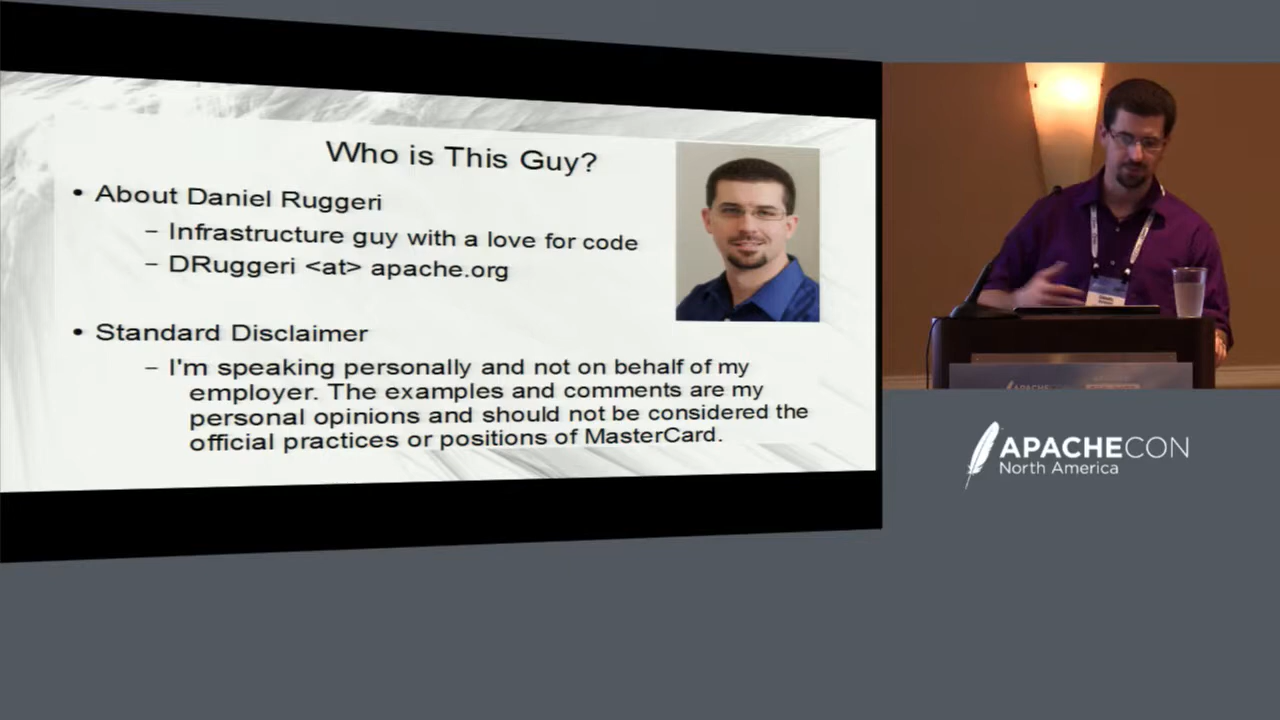 Who is This Guy?
• About Daniel Ruggeri
– Infrastructure guy with a love for code
– DRuggeri <at> apache.org
• Standard Disclaimer
– I'm speaking personally and not on behalf of my
employer. The examples and comments are my
personal opinions and should not be considered the
official practices or positions of MasterCard.
APACHECON
North America